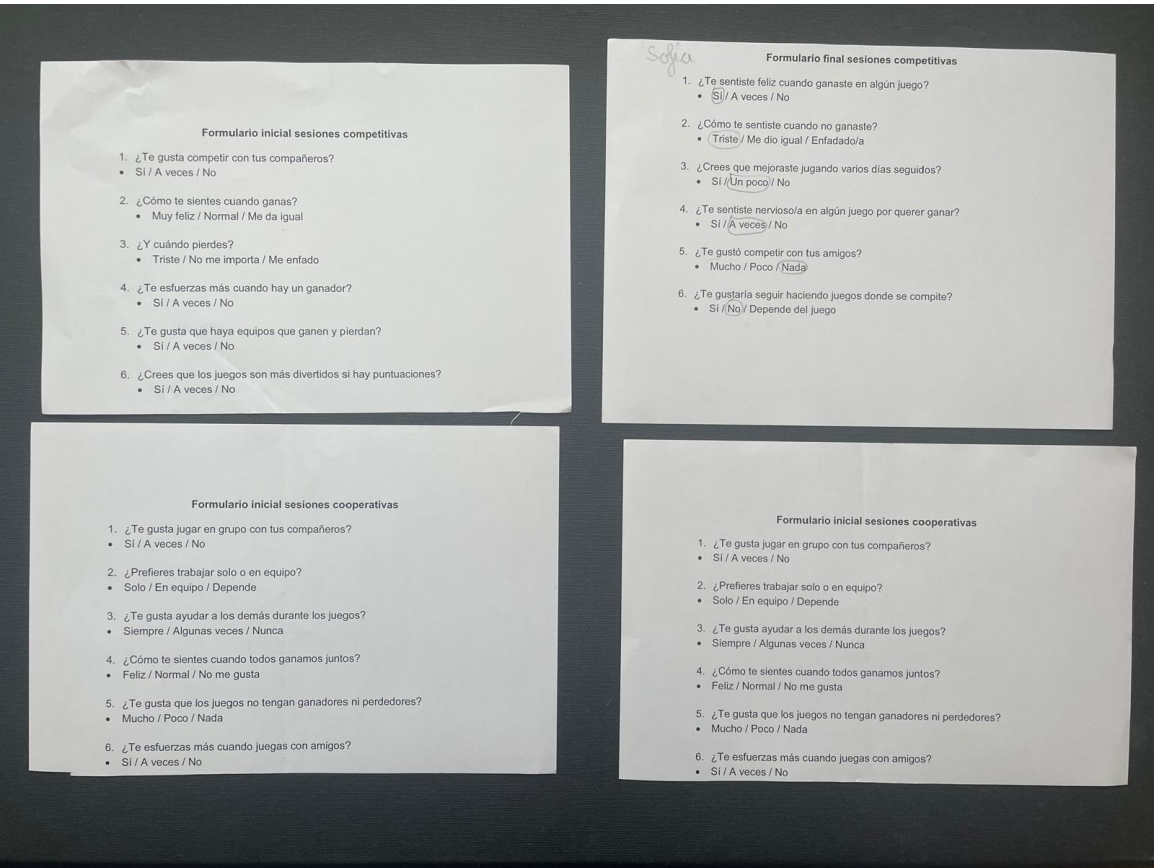 Formulario inicial sesiones competitivas
1. ¿Te gusta competir con tus compañeros?
• Sí / A veces / No
2. ¿Cómo te sientes cuando ganas?
• Muy feliz / Normal / Me da igual
3. ¿Y cuándo pierdes?
• Triste / No me importa / Me enfado
4. ¿Te esfuerzas más cuando hay un ganador?
• Sí / A veces / No
5. ¿Te gusta que haya equipos que ganen y pierdan?
• Sí / A veces / No
6. ¿Crees que los juegos son más divertidos si hay puntuaciones?
• Sí / A veces / No
Sofia
Formulario final sesiones competitivas
1. ¿Te sentiste feliz cuando ganaste en algún juego?
• Sí / A veces / No
2. ¿Cómo te sentiste cuando no ganaste?
• Triste / Me dio igual / Enfadado/a
3. ¿Crees que mejoraste jugando varios días seguidos?
• Sí / Un poco / No
4. ¿Te sentiste nervioso/a en algún juego por querer ganar?
• Sí / A veces / No
5. ¿Te gustó competir con tus amigos?
• Mucho / Poco / Nada
6. ¿Te gustaría seguir haciendo juegos donde se compite?
• Sí / No / Depende del juego
Formulario inicial sesiones cooperativas
1. ¿Te gusta jugar en grupo con tus compañeros?
• Sí / A veces / No
2. ¿Prefieres trabajar solo o en equipo?
• Solo / En equipo / Depende
3. ¿Te gusta ayudar a los demás durante los juegos?
• Siempre / Algunas veces / Nunca
4. ¿Cómo te sientes cuando todos ganamos juntos?
• Feliz / Normal / No me gusta
5. ¿Te gusta que los juegos no tengan ganadores ni perdedores?
• Mucho / Poco / Nada
6. ¿Te esfuerzas más cuando juegas con amigos?
• Sí / A veces / No
Formulario inicial sesiones cooperativas
1. ¿Te gusta jugar en grupo con tus compañeros?
• Sí / A veces / No
2. ¿Prefieres trabajar solo o en equipo?
• Solo / En equipo / Depende
3. ¿Te gusta ayudar a los demás durante los juegos?
• Siempre / Algunas veces / Nunca
4. ¿Cómo te sientes cuando todos ganamos juntos?
• Feliz / Normal / No me gusta
5. ¿Te gusta que los juegos no tengan ganadores ni perdedores?
• Mucho / Poco / Nada
6. ¿Te esfuerzas más cuando juegas con amigos?
• Sí / A veces / No